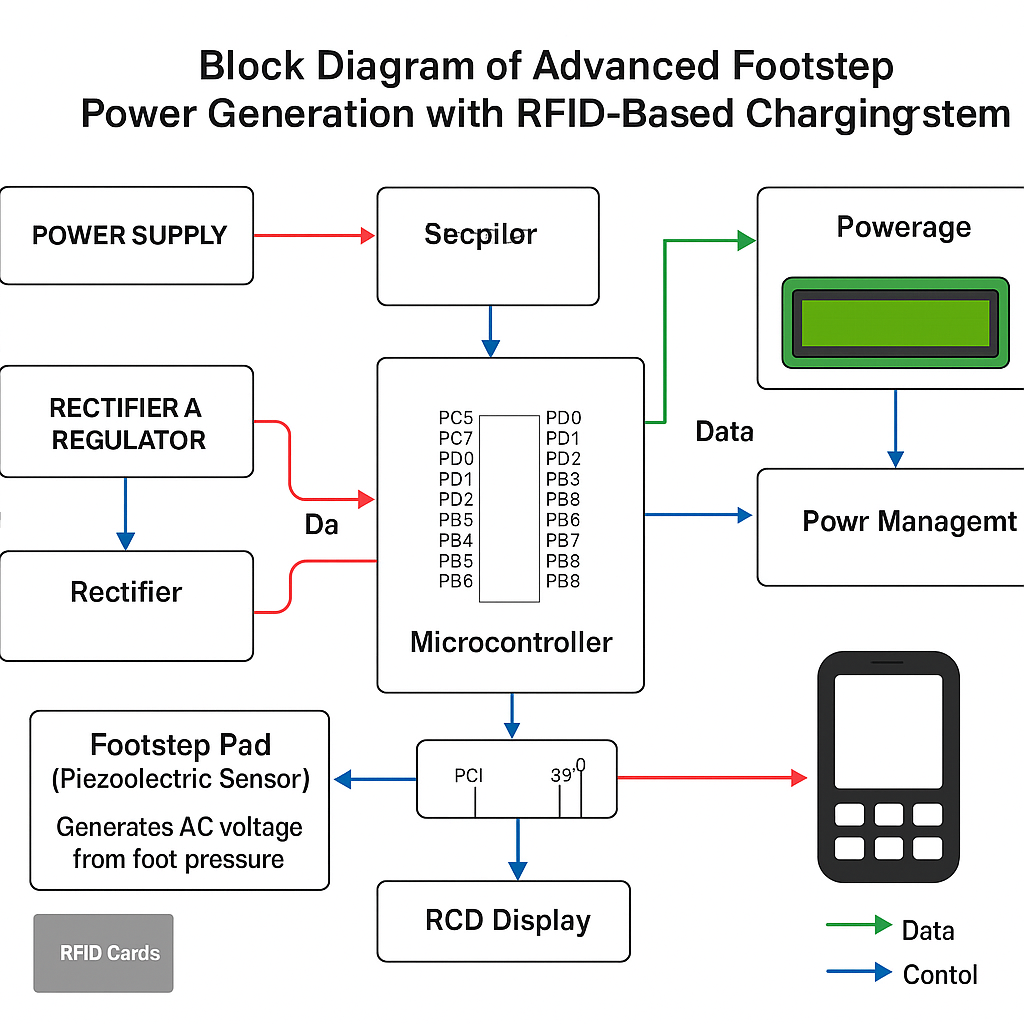 Block Diagram of Advanced Footstep
Power Generation with RFID-Based Chargingrstem
POWER SUPPLY
Powerage
RECTIFIER A
REGULATOR
PC5 PD0
PC7 PD1
PD0 PD2
PD1 PB3
PD2 PB8
PB5 PB6
PB4 PB7
PB5 PB8
PB6 PB8
Microcontroller
Data
Da
Powr Managemt
Rectifier
Footstep Pad
(Piezoolectric Sensor)
Generates AC voltage
from foot pressure
PCI 39'0
RCD Display
RFID Cards
Data
Contol